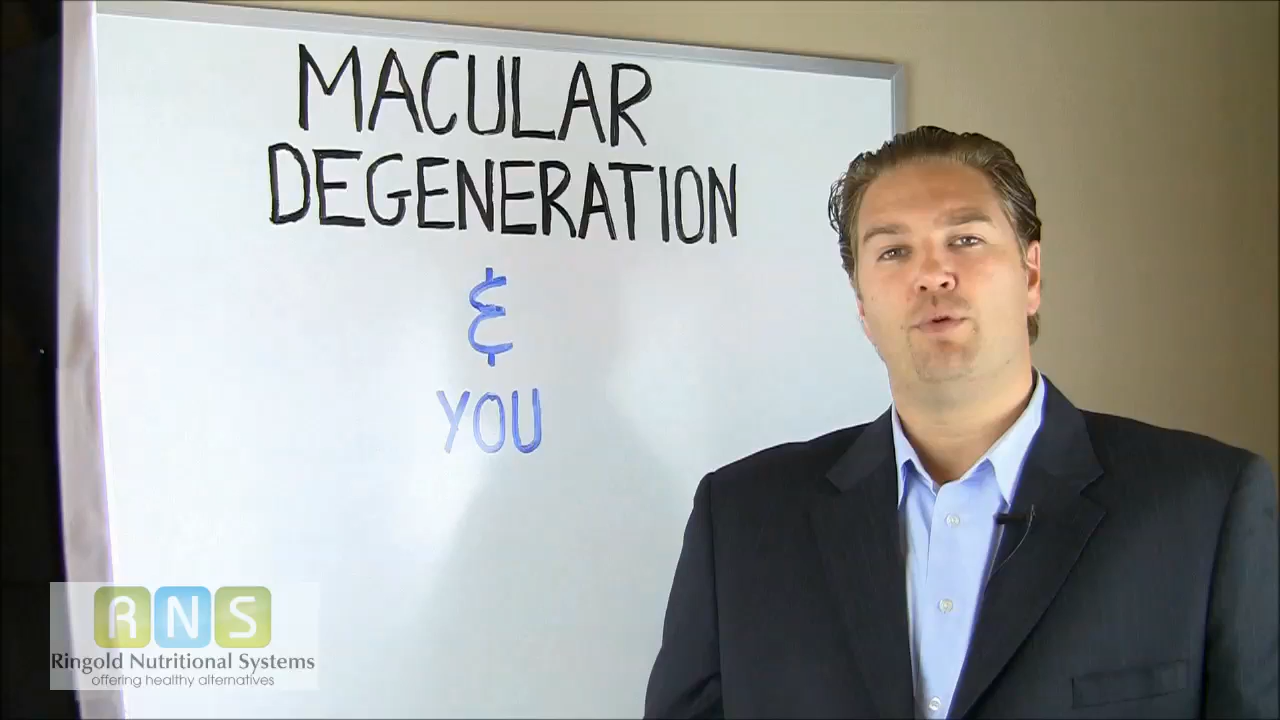 MACULAR
DEGENERATION
&
YOU
RNS
Ringold Nutritional Systems
offering healthy alternatives